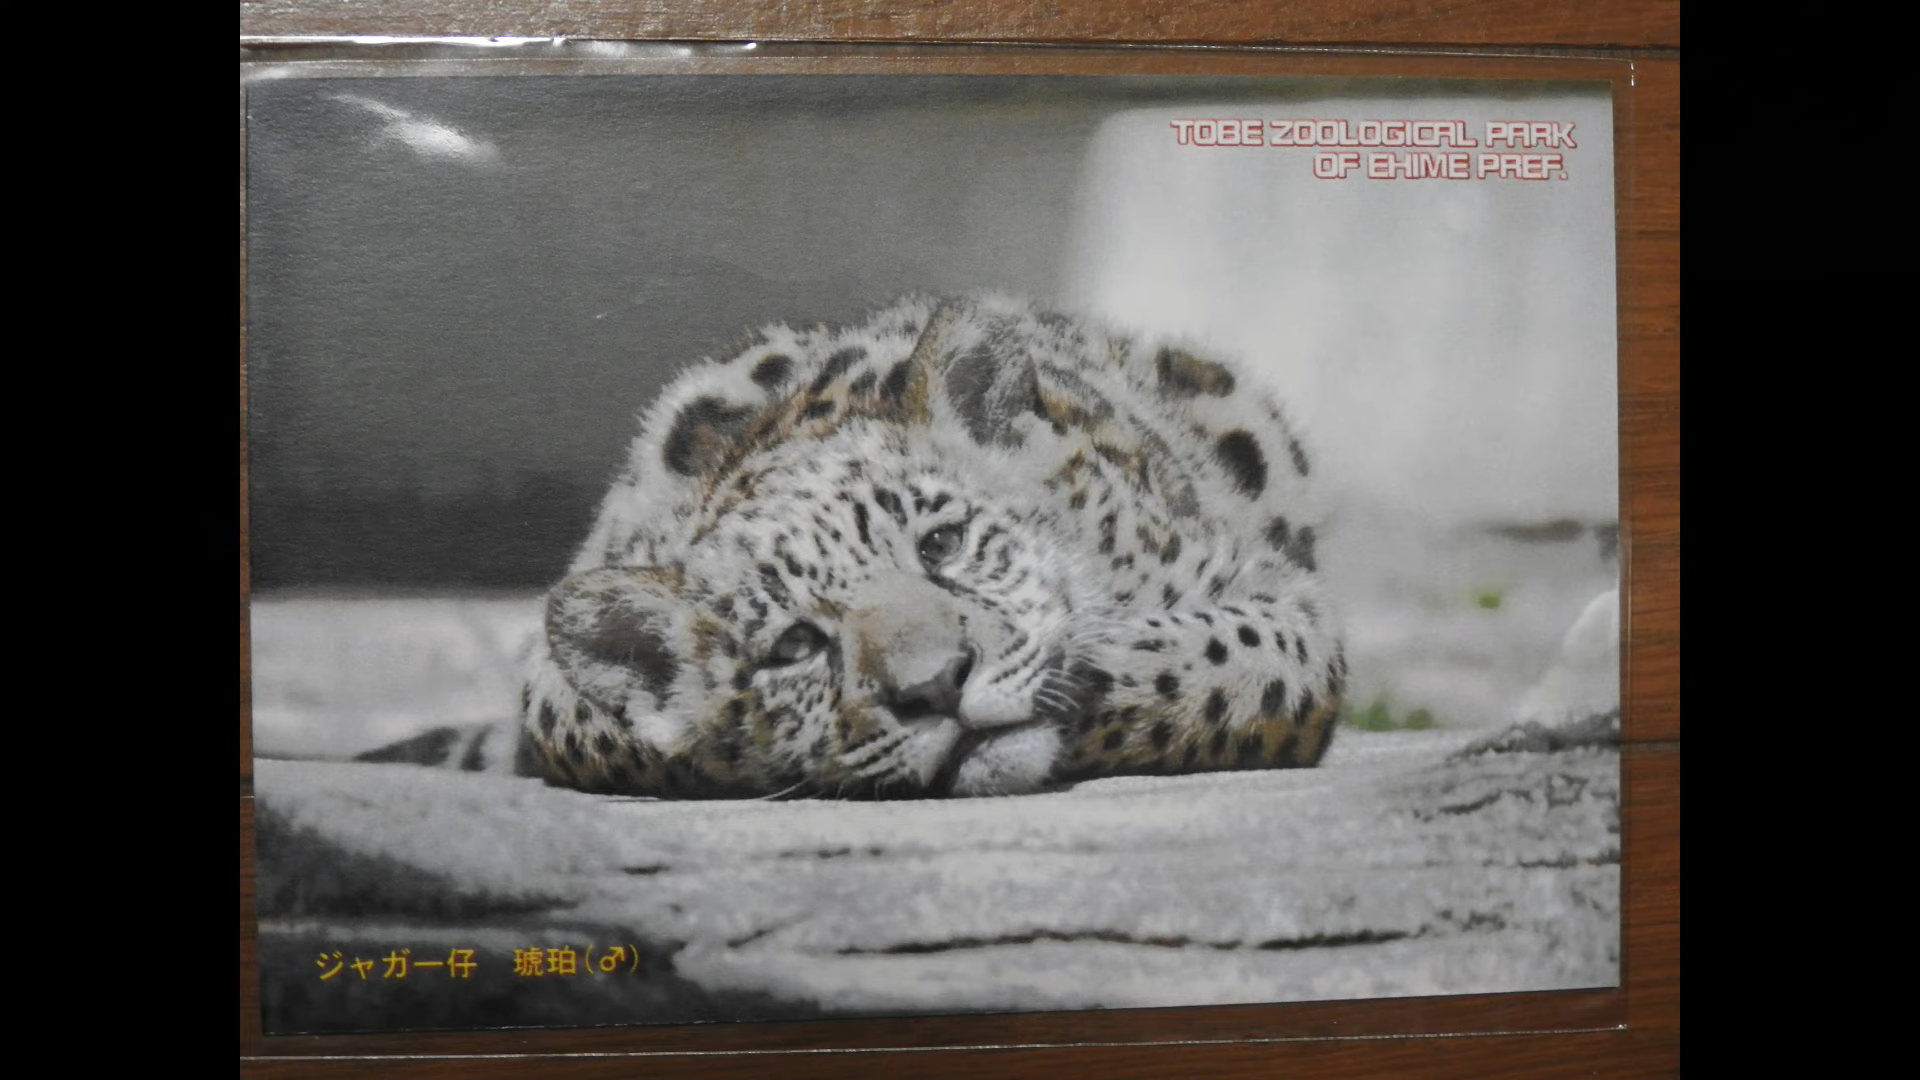 TOBE ZOOLOGICAL PARK
OF EHIME PREF.
ジャガー仔　琥珀(♂)